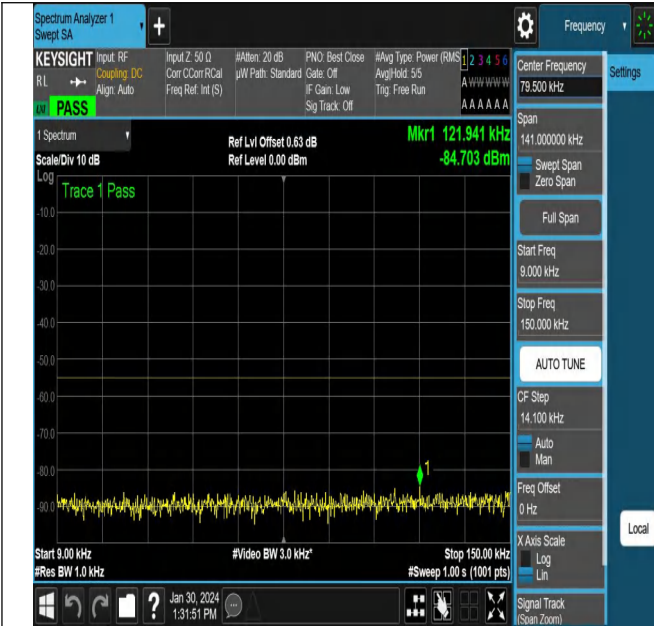 Spectrum Analyzer 1
Swept SA
+
Frequency
KEYSIGHT
RL
PASS
Input: RF
Coupling: DC
Align: Auto
Input Z: 50 Ω
Corr CCorr RCal
Freq Ref: Int (S)
#Atten: 20 dB
µW Path: Standard
PNO: Best Close
Gate: Off
IF Gain: Low
Sig Track: Off
#Avg Type: Power (RMS
Avg|Hold: 5/5
Trig: Free Run
1 2 3 4 5 6
A W W W W W
A A A A A A
1 Spectrum
Scale/Div 10 dB
Ref Lvl Offset 0.63 dB
Ref Level 0.00 dBm
Mkr1 121.941 kHz
-84.703 dBm
Log
Trace 1 Pass
-10.0
-20.0
-30.0
-40.0
-50.0
-60.0
-70.0
-80.0
-90.0
1
Start 9.00 kHz
#Res BW 1.0 kHz
#Video BW 3.0 kHz*
Stop 150.00 kHz
#Sweep 1.00 s (1001 pts)
?
Jan 30, 2024
1:31:51 PM
Center Frequency
79.500 kHz
Settings
Span
141.000000 kHz
Swept Span
Zero Span
Full Span
Start Freq
9.000 kHz
Stop Freq
150.000 kHz
AUTO TUNE
CF Step
14.100 kHz
Auto
Man
Freq Offset
0 Hz
Local
X Axis Scale
Log
Lin
Signal Track
(Span Zoom)